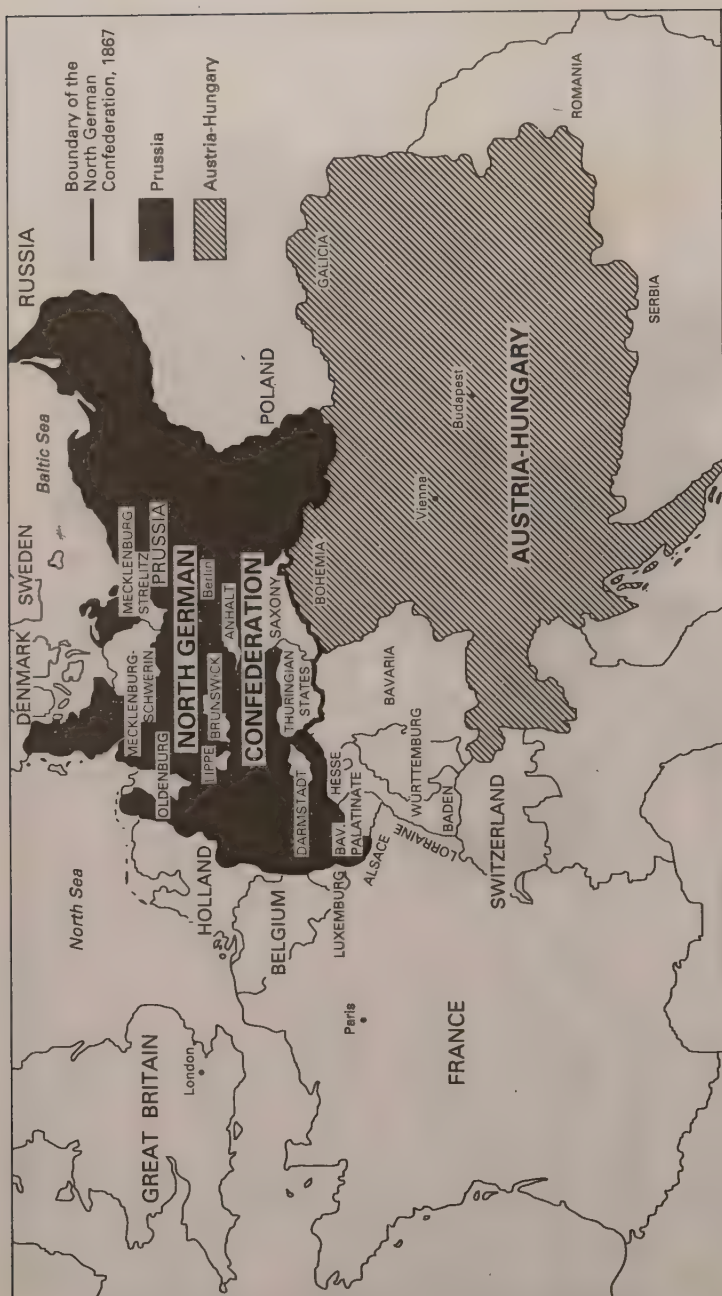 RUSSIA
Boundary of the
North German
Confederation, 1867
Prussia
Austria-Hungary
DENMARK
SWEDEN
Baltic Sea
North Sea
GREAT BRITAIN
London
HOLLAND
BELGIUM
LUXEMBURG
Paris
FRANCE
OLDENBURG
MECKLENBURG-
SCHWERIN
MECKLENBURG
STRELITZ
PRUSSIA
NORTH GERMAN
Berlin
LIPPE
BRUNSWICK
ANHALT
CONFEDERATION
SAXONY
THURINGIAN
STATES
DARMSTADT
HESSE
BAV.
PALATINATE
ALSACE
LORRAINE
WÜRTTEMBURG
BADEN
BAVARIA
SWITZERLAND
POLAND
BOHEMIA
GALICIA
Vienna
Budapest
AUSTRIA-HUNGARY
ROMANIA
SERBIA